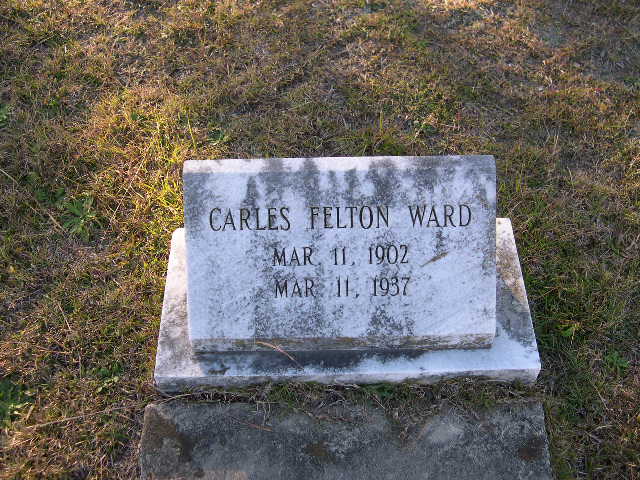 CARLES FELTON WARD
MAR 11, 1902
MAR 11, 1937